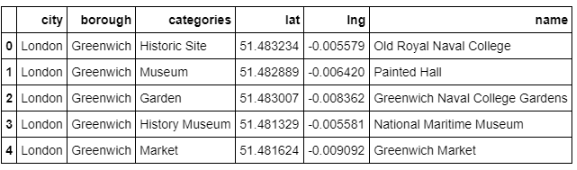 city borough categories lat lng name
0 London Greenwich Historic Site 51.483234 -0.005579 Old Royal Naval College
1 London Greenwich Museum 51.482889 -0.006420 Painted Hall
2 London Greenwich Garden 51.483007 -0.008362 Greenwich Naval College Gardens
3 London Greenwich History Museum 51.481329 -0.005581 National Maritime Museum
4 London Greenwich Market 51.481624 -0.009092 Greenwich Market